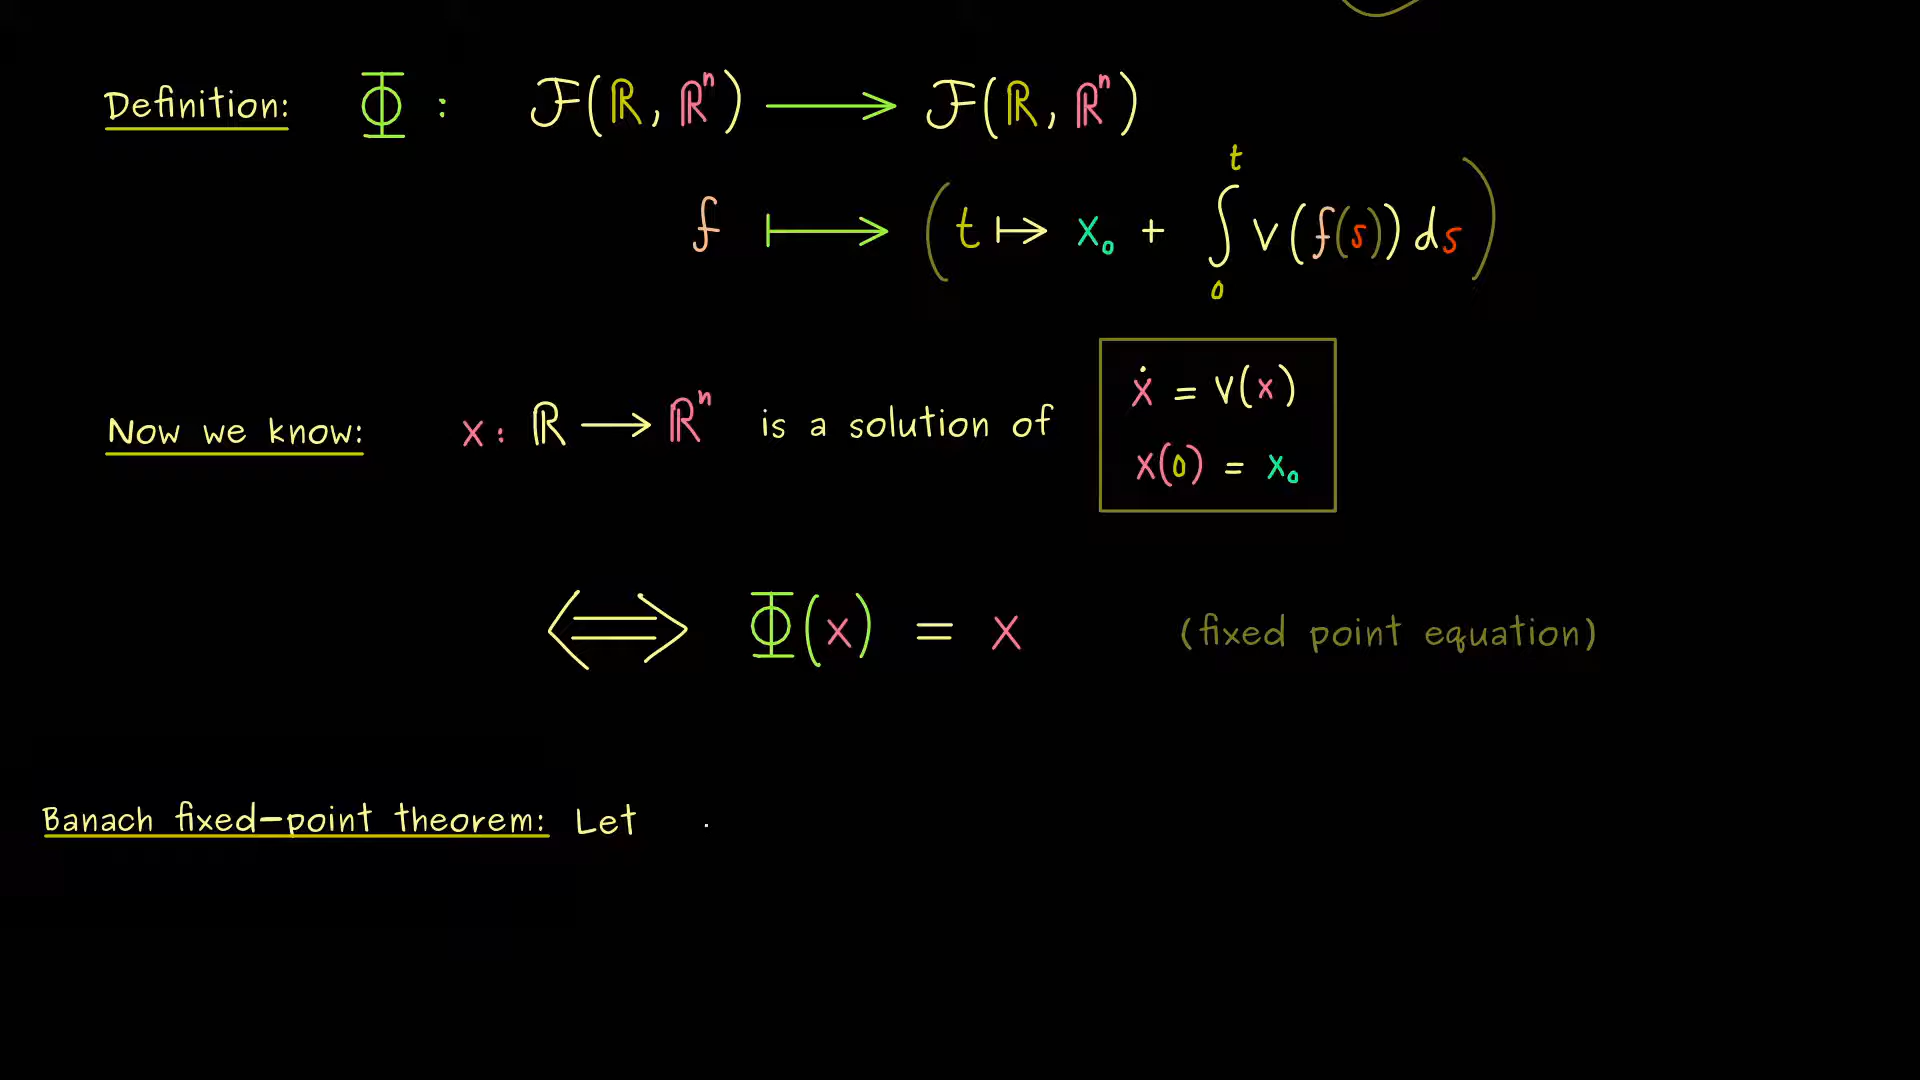 Definition: Φ : ℱ(ℝ, ℝⁿ) ⟶ ℱ(ℝ, ℝⁿ)
f ⟼ (t ↦ x₀ + ∫₀ᵗ v(f(s)) ds)
Now we know: x: ℝ ⟶ ℝⁿ is a solution of
ẋ = v(x)
x(0) = x₀
⟺ Φ(x) = x (fixed point equation)
Banach fixed-point theorem: Let